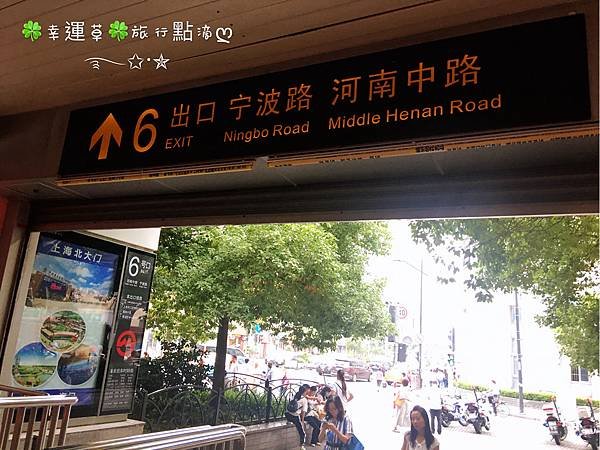 🍀幸運草🍀旅行點滴ღ
6 出口 宁波路 河南中路
EXIT Ningbo Road Middle Henan Road
上海北大门
6 号口